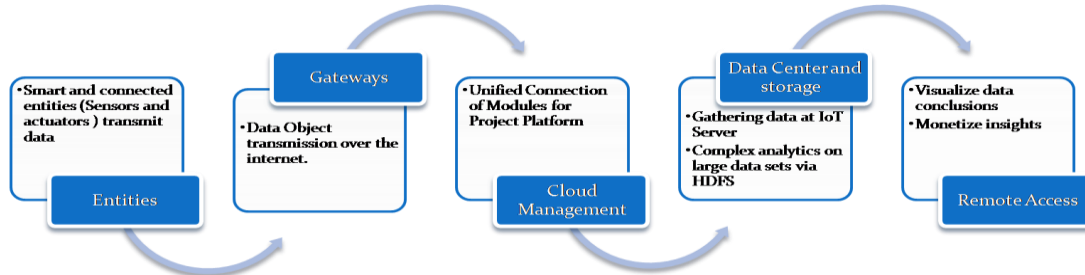 •Smart and connected
entities (Sensors and
actuators ) transmit
data
Entities
Gateways
•Data Object
transmission over the
internet.
•Unified Connection
of Modules for
Project Platform
Cloud
Management
Data Center and
storage
•Gathering data at IoT
Server
•Complex analytics on
large data sets via
HDFS
•Visualize data
conclusions
•Monetize insights
Remote Access